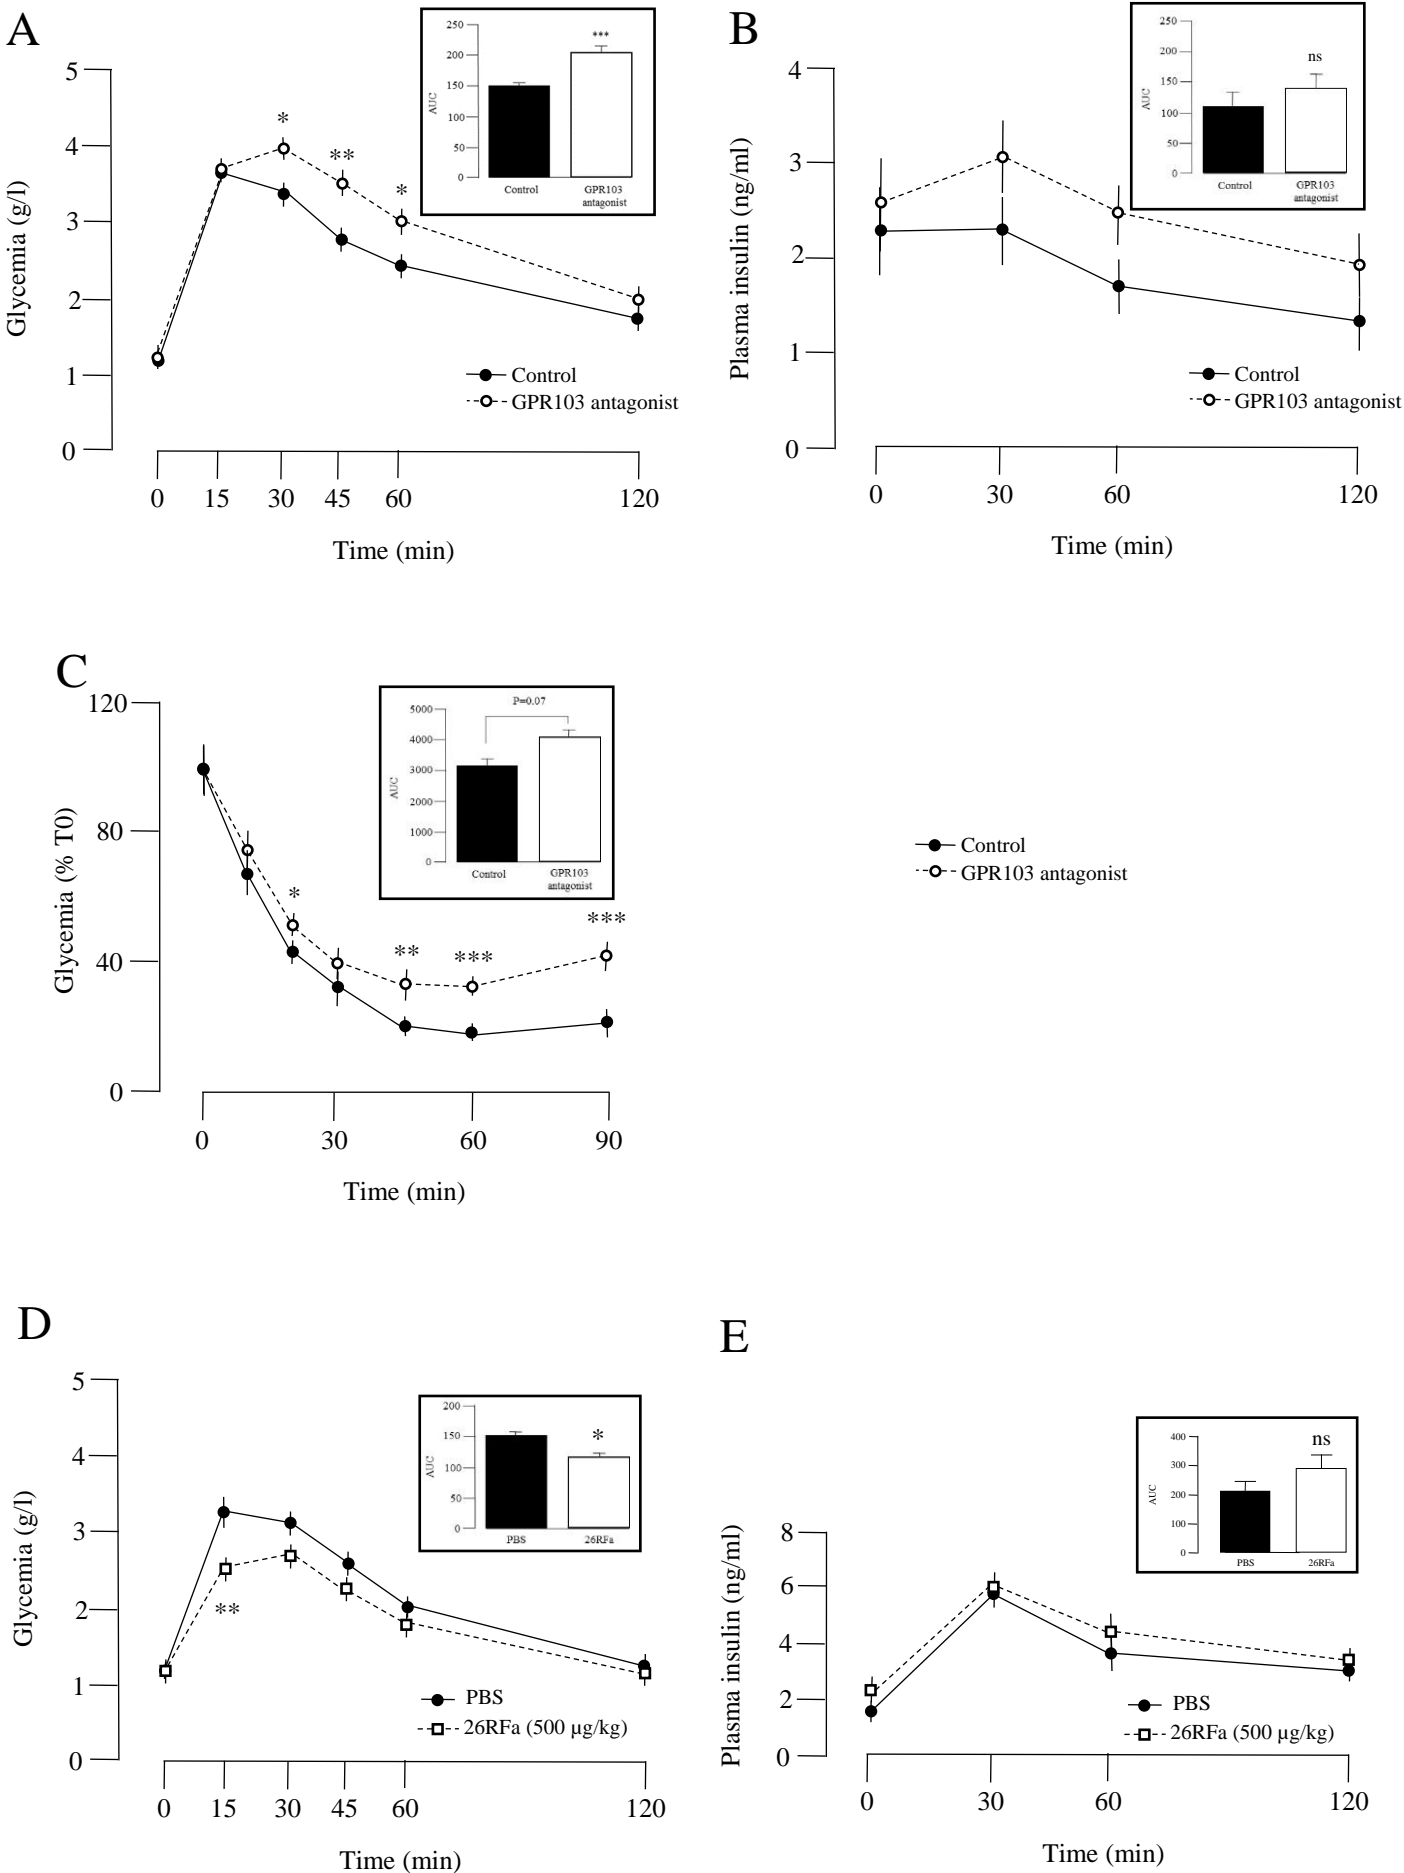 A
5
4
3
2
1
0
Glycemia (g/l)
*
**
*
250
200
150
100
50
0
AUC
***
Control
GPR103
antagonist
Control
GPR103 antagonist
0 15 30 45 60 120
Time (min)
B
4
3
2
1
0
Plasma insulin (ng/ml)
250
200
150
100
50
0
AUC
ns
Control
GPR103
antagonist
Control
GPR103 antagonist
0 30 60 120
Time (min)
C
120
80
40
0
Glycemia (% T0)
*
**
***
***
P=0.07
5000
4000
3000
2000
1000
0
AUC
Control
GPR103
antagonist
0 30 60 90
Time (min)
Control
GPR103 antagonist
D
5
4
3
2
1
0
Glycemia (g/l)
**
200
150
100
50
0
AUC
*
PBS
26RFa
PBS
26RFa (500 µg/kg)
0 15 30 45 60 120
Time (min)
E
8
6
4
2
0
Plasma insulin (ng/ml)
400
300
200
100
0
AUC
ns
PBS
26RFa
PBS
26RFa (500 µg/kg)
0 30 60 120
Time (min)